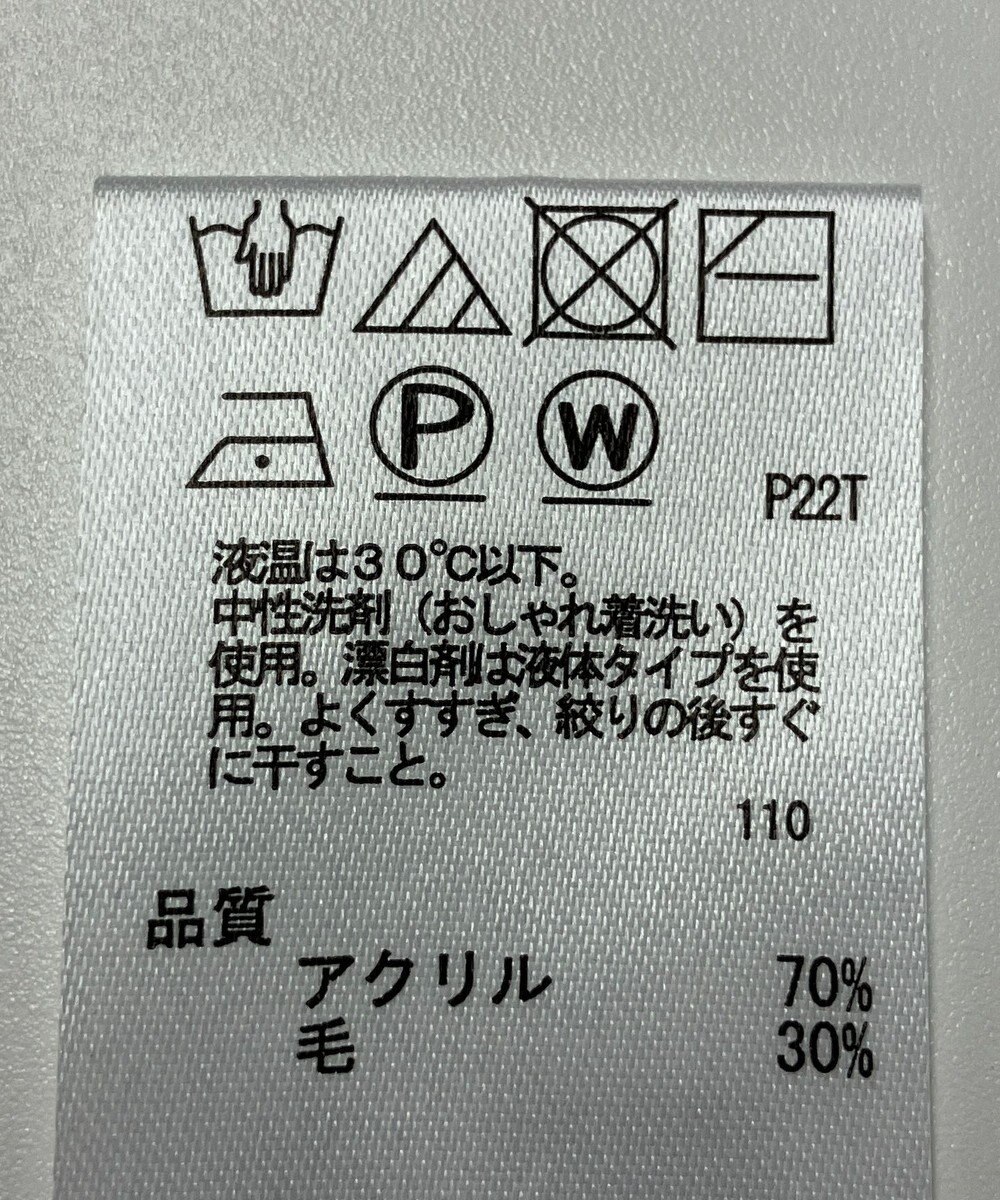 P W
P22T
液温は30℃以下。
中性洗剤（おしゃれ着洗い）を
使用。漂白剤は液体タイプを使
用。よくすすぎ、絞りの後すぐ
に干すこと。
110
品質
アクリル 70%
毛 30%